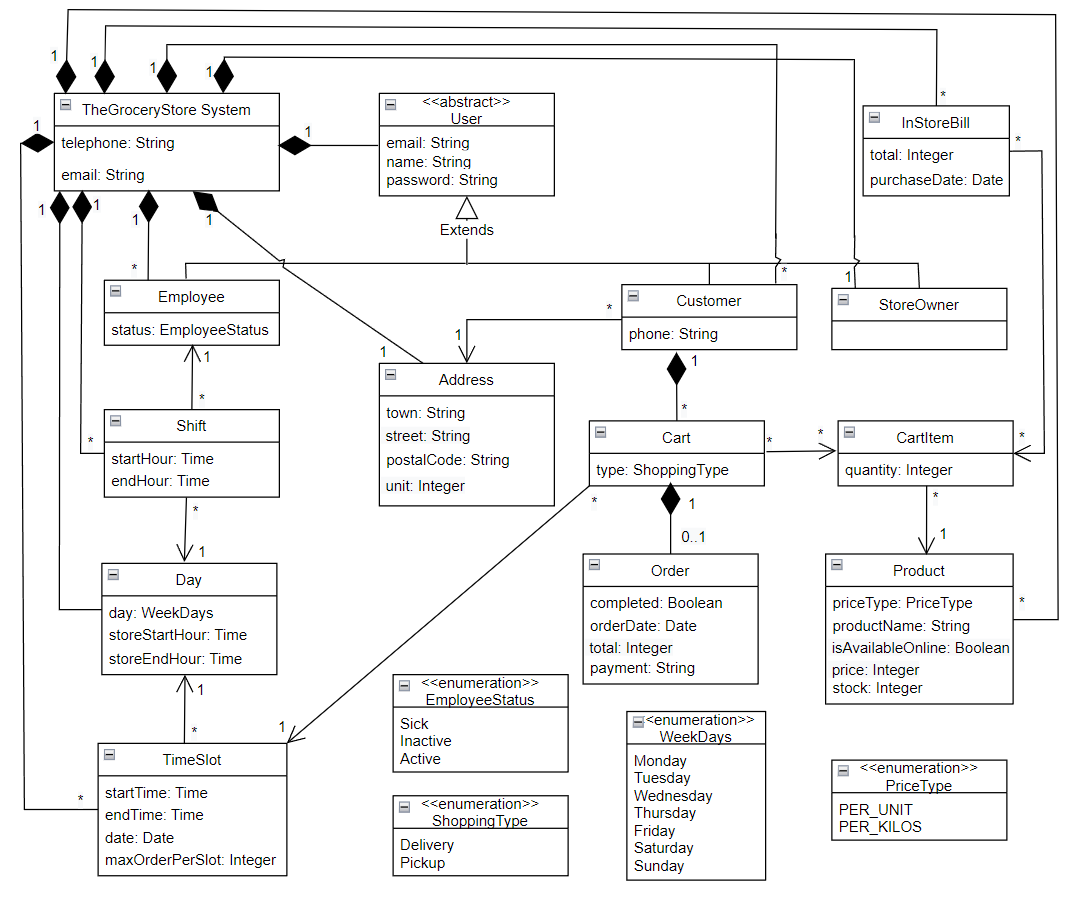 1
1
1
1
TheGroceryStore System
telephone: String
email: String
1
1
<<abstract>>
User
email: String
name: String
password: String
Extends
*
InStoreBill
total: Integer
purchaseDate: Date
*
1
1
1
1
*
Employee
status: EmployeeStatus
1
*
*
Customer
phone: String
1
StoreOwner
*
1
1
Address
town: String
street: String
postalCode: String
unit: Integer
1
*
*
Shift
startHour: Time
endHour: Time
*
1
Cart
type: ShoppingType
*
*
*
CartItem
quantity: Integer
*
*
1
1
0..1
Order
completed: Boolean
orderDate: Date
total: Integer
payment: String
Product
priceType: PriceType
productName: String
isAvailableOnline: Boolean
price: Integer
stock: Integer
*
Day
day: WeekDays
storeStartHour: Time
storeEndHour: Time
1
*
1
*
TimeSlot
startTime: Time
endTime: Time
date: Date
maxOrderPerSlot: Integer
<<enumeration>>
EmployeeStatus
Sick
Inactive
Active
<<enumeration>>
ShoppingType
Delivery
Pickup
<<enumeration>>
WeekDays
Monday
Tuesday
Wednesday
Thursday
Friday
Saturday
Sunday
<<enumeration>>
PriceType
PER_UNIT
PER_KILOS